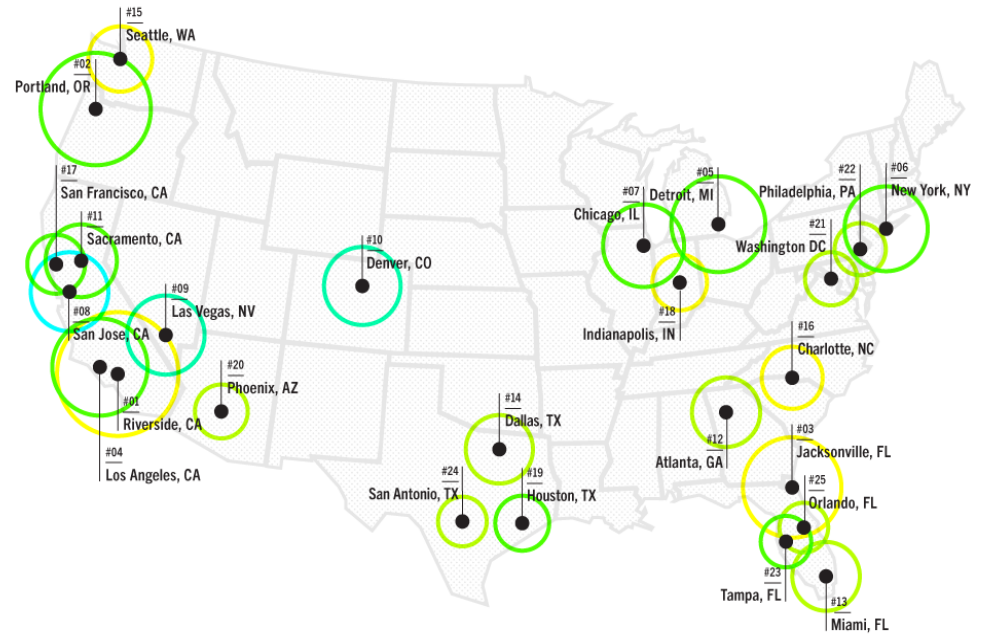 #15
Seattle, WA
#02
Portland, OR
#17
San Francisco, CA
#11
Sacramento, CA
#10
Denver, CO
#09
Las Vegas, NV
#08
San Jose, CA
#20
Phoenix, AZ
#01
Riverside, CA
#04
Los Angeles, CA
#14
Dallas, TX
#24
San Antonio, TX
#19
Houston, TX
#07
Chicago, IL
#05
Detroit, MI
#18
Indianapolis, IN
#22
Philadelphia, PA
#06
New York, NY
#21
Washington DC
#16
Charlotte, NC
#12
Atlanta, GA
#03
Jacksonville, FL
#25
Orlando, FL
#23
Tampa, FL
#13
Miami, FL